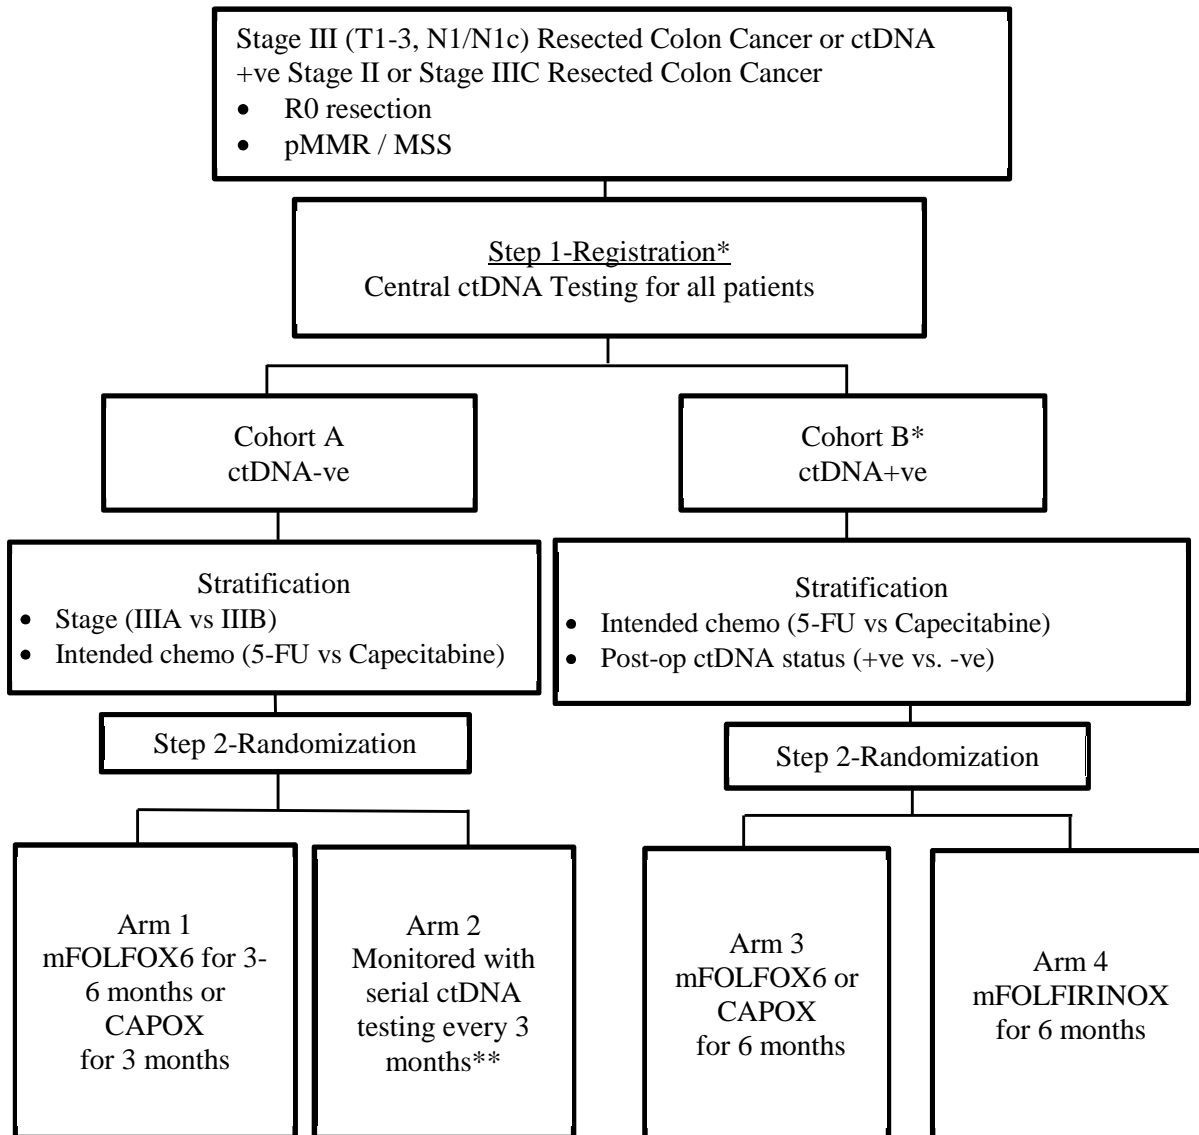 Stage III (T1-3, N1/N1c) Resected Colon Cancer or ctDNA
+ve Stage II or Stage IIIC Resected Colon Cancer
• R0 resection
• pMMR / MSS
Step 1-Registration*
Central ctDNA Testing for all patients
Cohort A
ctDNA-ve
Cohort B*
ctDNA+ve
Stratification
• Stage (IIIA vs IIIB)
• Intended chemo (5-FU vs Capecitabine)
Stratification
• Intended chemo (5-FU vs Capecitabine)
• Post-op ctDNA status (+ve vs. -ve)
Step 2-Randomization
Step 2-Randomization
Arm 1
mFOLFOX6 for 3-
6 months or
CAPOX
for 3 months
Arm 2
Monitored with
serial ctDNA
testing every 3
months**
Arm 3
mFOLFOX6 or
CAPOX
for 6 months
Arm 4
mFOLFIRINOX
for 6 months